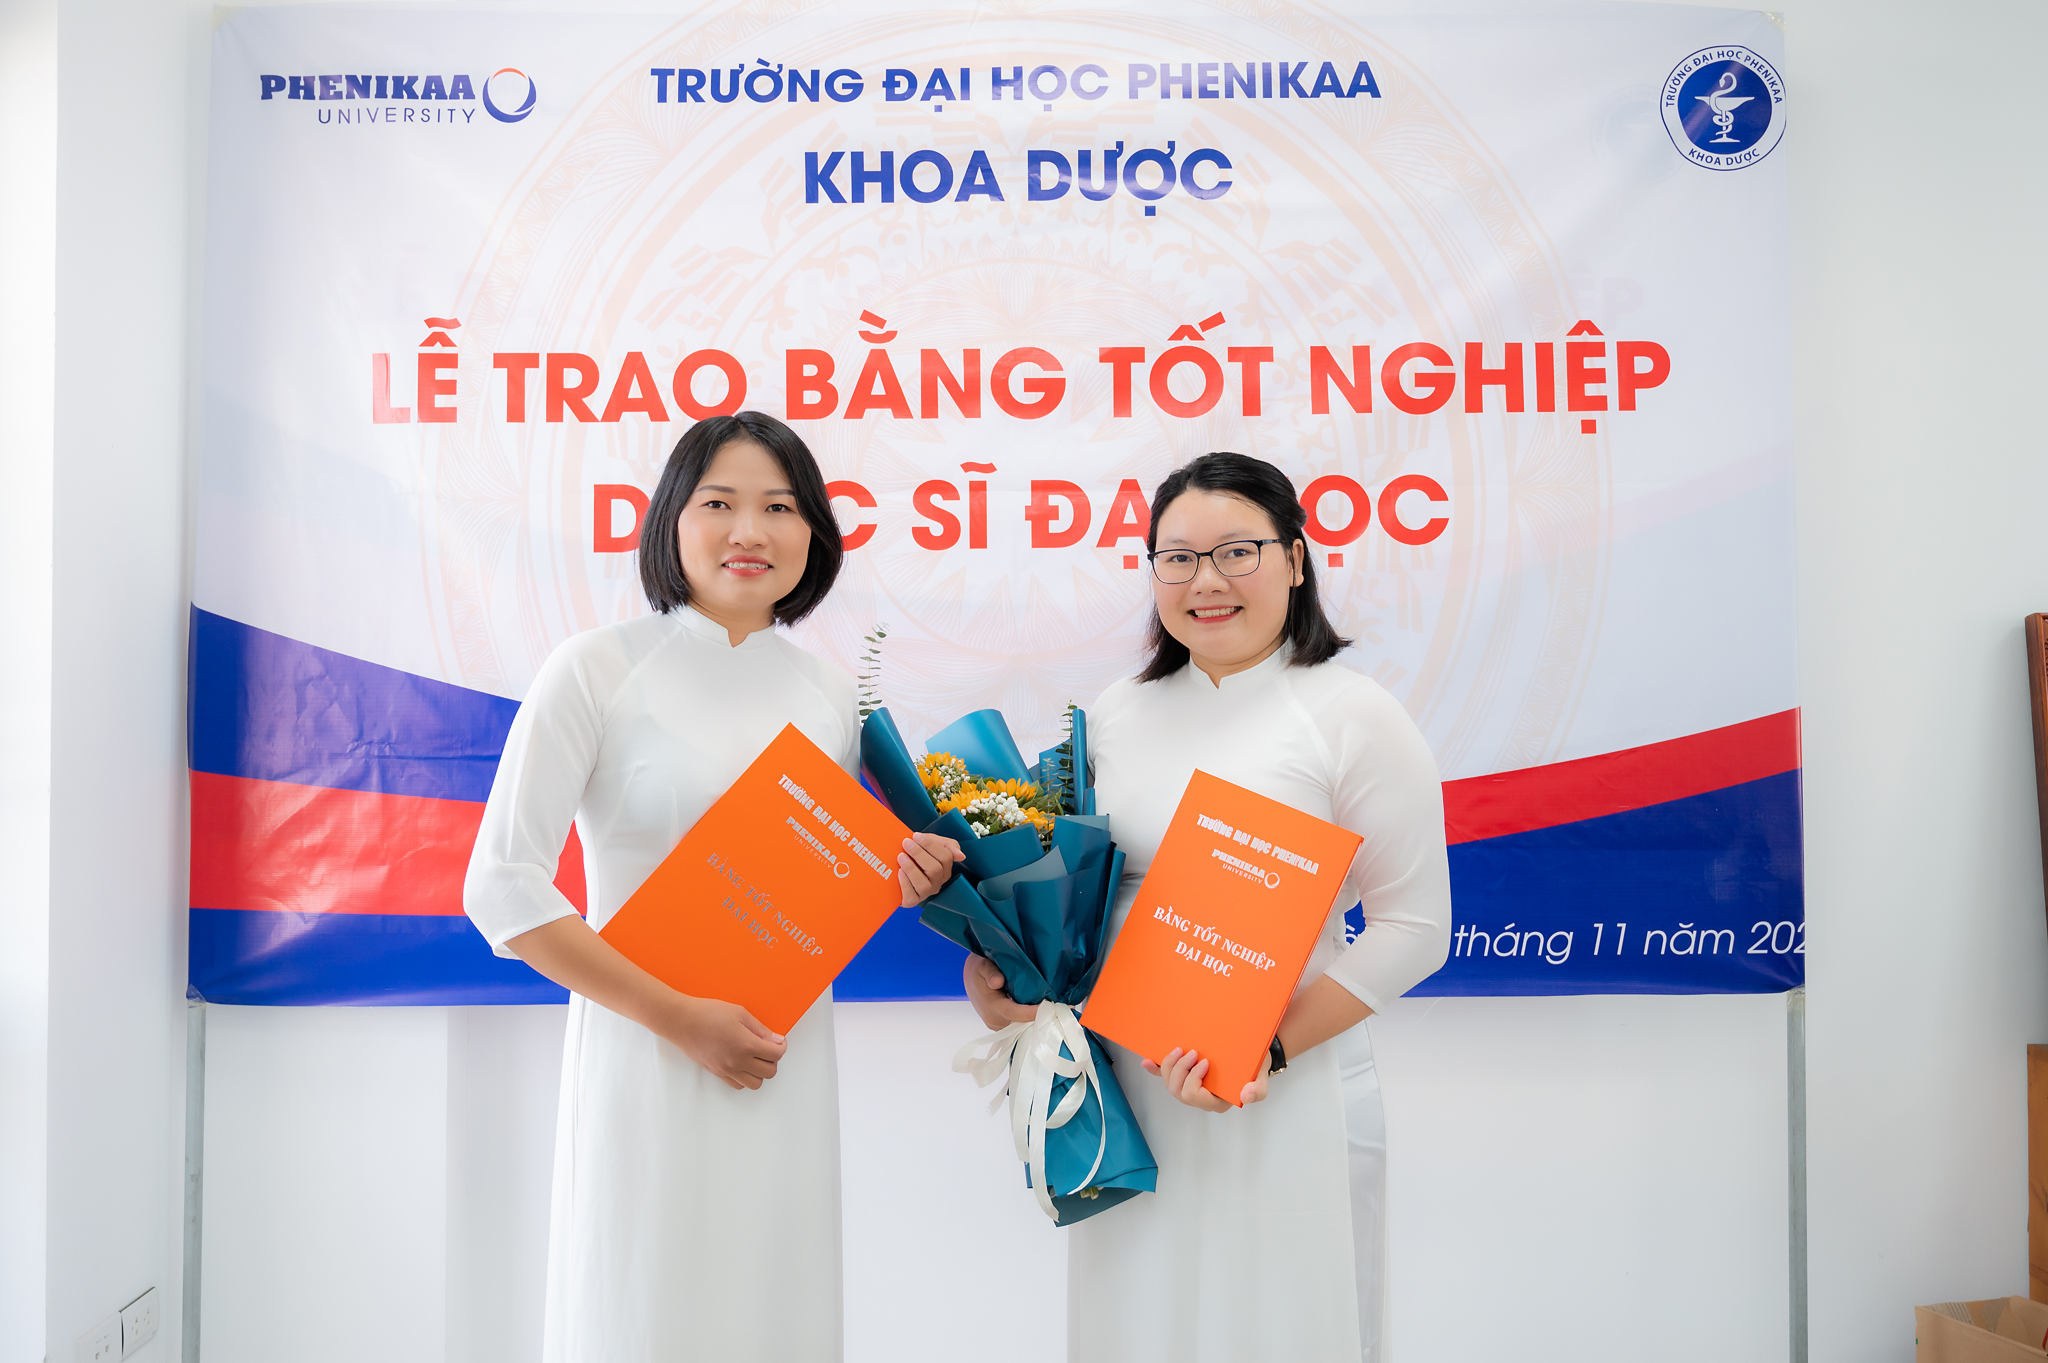 PHENIKAA
UNIVERSITY
TRƯỜNG ĐẠI HỌC PHENIKAA
KHOA DƯỢC
TRƯỜNG ĐẠI HỌC PHENIKAA
KHOA DƯỢC
LỄ TRAO BẰNG TỐT NGHIỆP
SĨ HỌC
tháng 11 năm
TRƯỜNG ĐẠI HỌC PHENIKAA
PHENIKAA
UNIVERSITY
BẰNG TỐT NGHIỆP
ĐẠI HỌC
TRƯỜNG ĐẠI HỌC PHENIKAA
PHENIKAA
UNIVERSITY
BẰNG TỐT NGHIỆP
ĐẠI HỌC